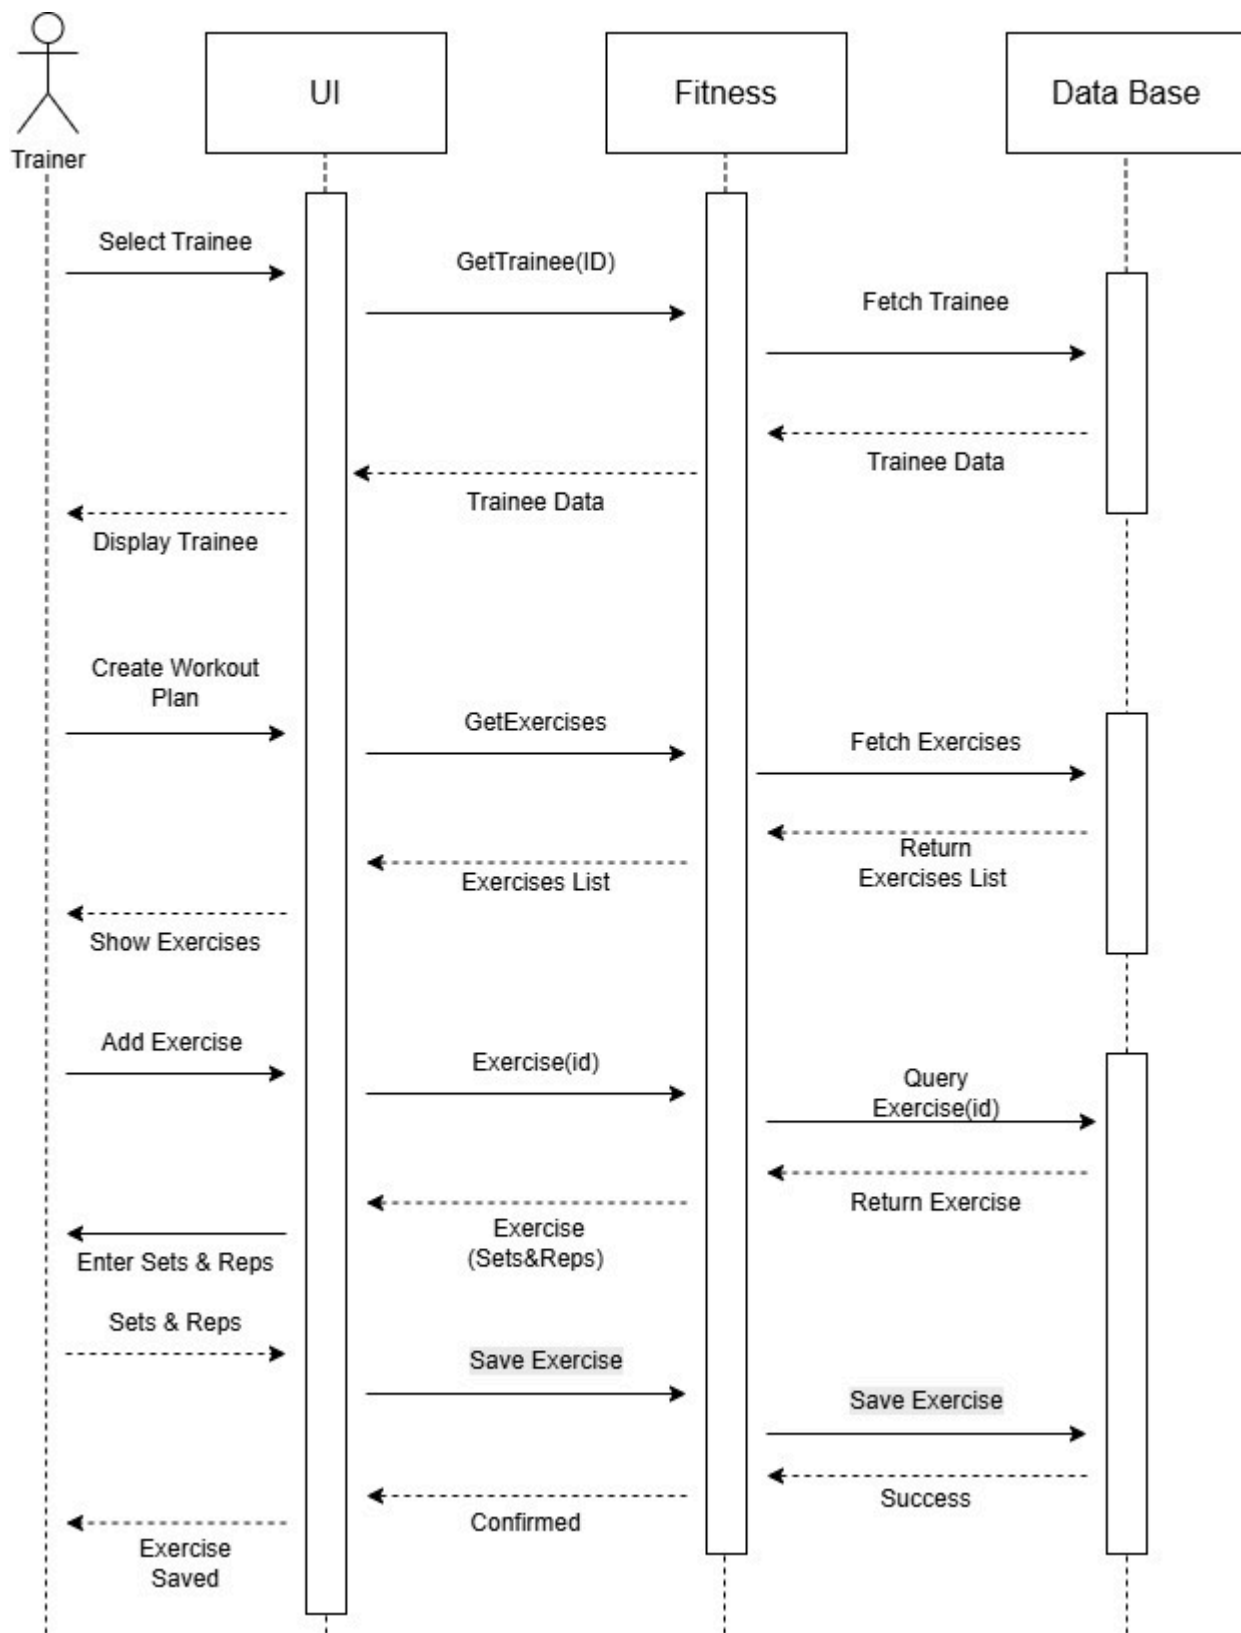 Trainer
UI
Fitness
Data Base
Select Trainee
GetTrainee(ID)
Fetch Trainee
Trainee Data
Trainee Data
Display Trainee
Create Workout
Plan
GetExercises
Fetch Exercises
Return
Exercises List
Exercises List
Show Exercises
Add Exercise
Exercise(id)
Query
Exercise(id)
Return Exercise
Exercise
(Sets&Reps)
Enter Sets & Reps
Sets & Reps
Save Exercise
Save Exercise
Success
Confirmed
Exercise
Saved